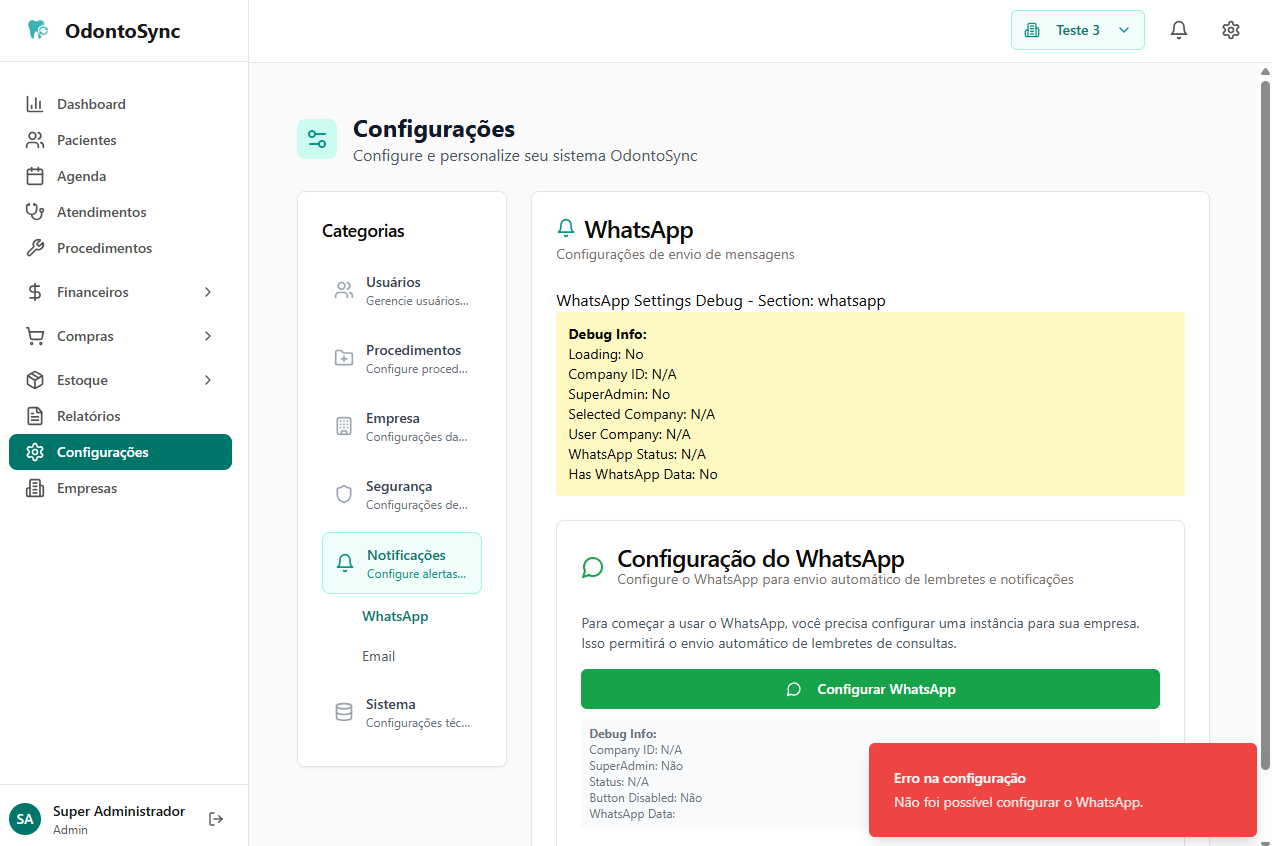 OdontoSync
Teste 3
Dashboard
Pacientes
Agenda
Atendimentos
Procedimentos
Financeiros
Compras
Estoque
Relatórios
Configurações
Empresas
SA
Super Administrador
Admin
Configurações
Configure e personalize seu sistema OdontoSync
Categorias
Usuários
Gerencie usuários...
Procedimentos
Configure proced...
Empresa
Configurações da...
Segurança
Configurações de...
Notificações
Configure alertas...
WhatsApp
Email
Sistema
Configurações téc...
WhatsApp
Configurações de envio de mensagens
WhatsApp Settings Debug - Section: whatsapp
Debug Info:
Loading: No
Company ID: N/A
SuperAdmin: No
Selected Company: N/A
User Company: N/A
WhatsApp Status: N/A
Has WhatsApp Data: No
Configuração do WhatsApp
Configure o WhatsApp para envio automático de lembretes e notificações
Para começar a usar o WhatsApp, você precisa configurar uma instância para sua empresa.
Isso permitirá o envio automático de lembretes de consultas.
Configurar WhatsApp
Debug Info:
Company ID: N/A
SuperAdmin: Não
Status: N/A
Button Disabled: Não
WhatsApp Data:
Erro na configuração
Não foi possível configurar o WhatsApp.